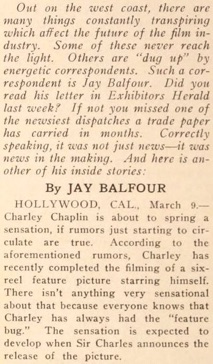 Out on the west coast, there are
many things constantly transpiring
which affect the future of the film in-
dustry. Some of these never reach
the light. Others are "dug up" by
energetic correspondents. Such a cor-
respondent is Jay Balfour. Did you
read his letter in Exhibitors Herald
last week? If not you missed one of
the newsiest dispatches a trade paper
has carried in months. Correctly
speaking, it was not just news—it was
news in the making. And here is an-
other of his inside stories:
By JAY BALFOUR
HOLLYWOOD, CAL., March 9.—
Charley Chaplin is about to spring a
sensation, if rumors just starting to cir-
culate are true. According to the
aforementioned rumors, Charley has
recently completed the filming of a six-
reel feature picture starring himself.
There isn't anything very sensational
about that because everyone knows that
Charley has always had the "feature
bug." The sensation is expected to
develop when Sir Charles announces the
release of the picture.